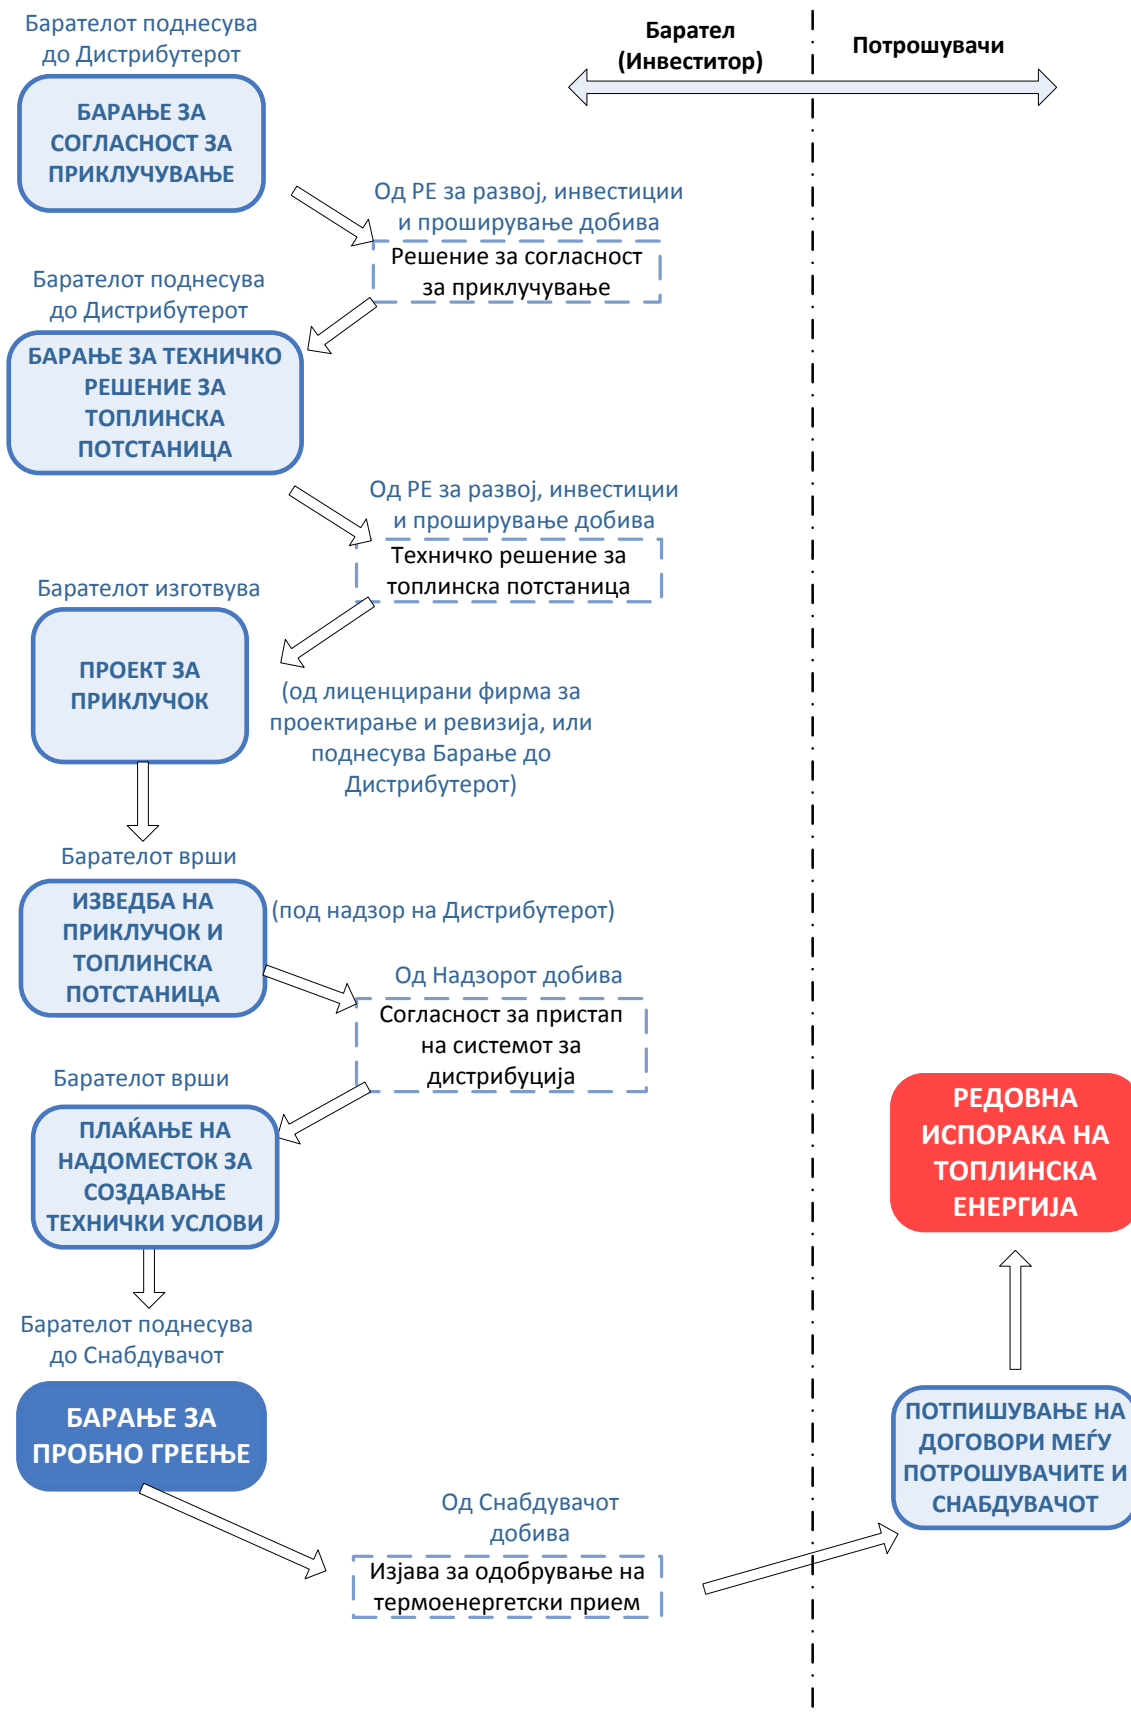 Барателот поднесува
до Дистрибутерот
БАРАЊЕ ЗА
СОГЛАСНОСТ ЗА
ПРИКЛУЧУВАЊЕ
Барател
(Инвеститор)
Потрошувачи
Од РЕ за развој, инвестиции
и проширување добива
Решение за согласност
за приклучување
Барателот поднесува
до Дистрибутерот
БАРАЊЕ ЗА ТЕХНИЧКО
РЕШЕНИЕ ЗА
ТОПЛИНСКА
ПОТСТАНИЦА
Од РЕ за развој, инвестиции
и проширување добива
Техничко решение за
топлинска потстаница
Барателот изготвува
ПРОЕКТ ЗА
ПРИКЛУЧОК
(од лиценцирани фирма за
проектирање и ревизија, или
поднесува Барање до
Дистрибутерот)
Барателот врши
ИЗВЕДБА НА
ПРИКЛУЧОК И
ТОПЛИНСКА
ПОТСТАНИЦА
(под надзор на Дистрибутерот)
Од Надзорот добива
Согласност за пристап
на системот за
дистрибуција
Барателот врши
ПЛАЌАЊЕ НА
НАДОМЕСТОК ЗА
СОЗДАВАЊЕ
ТЕХНИЧКИ УСЛОВИ
Барателот поднесува
до Снабдувачот
БАРАЊЕ ЗА
ПРОБНО ГРЕЕЊЕ
Од Снабдувачот
добива
Изјава за одобрување на
термоенергетски прием
ПОТПИШУВАЊЕ НА
ДОГОВОРИ МЕЃУ
ПОТРОШУВАЧИТЕ И
СНАБДУВАЧОТ
РЕДОВНА
ИСПОРАКА НА
ТОПЛИНСКА
ЕНЕРГИЈА